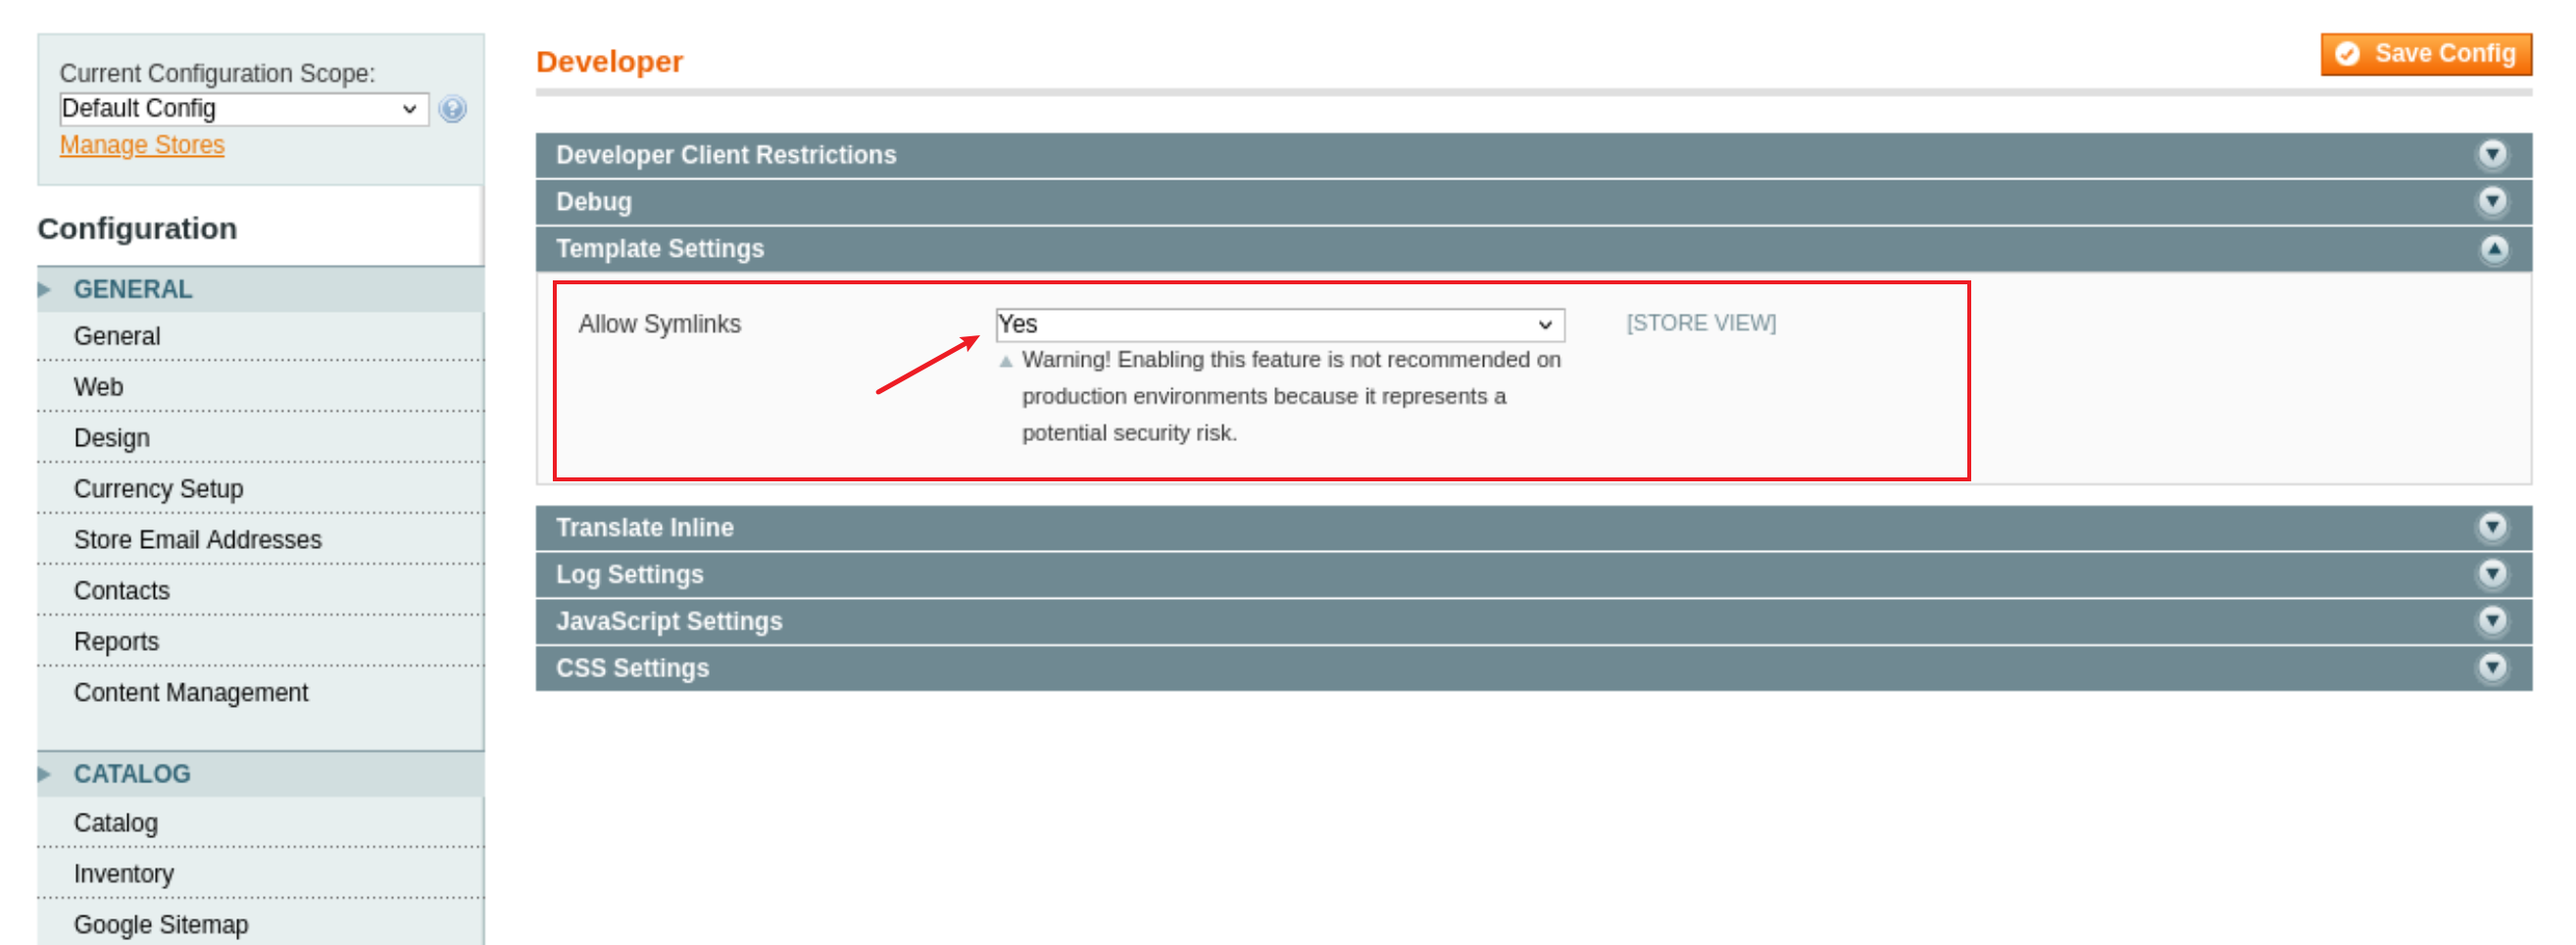 Current Configuration Scope:
Default Config
Manage Stores
Configuration
GENERAL
General
Web
Design
Currency Setup
Store Email Addresses
Contacts
Reports
Content Management
CATALOG
Catalog
Inventory
Google Sitemap
Developer
Save Config
Developer Client Restrictions
Debug
Template Settings
Allow Symlinks
Yes
[STORE VIEW]
Warning! Enabling this feature is not recommended on
production environments because it represents a
potential security risk.
Translate Inline
Log Settings
JavaScript Settings
CSS Settings